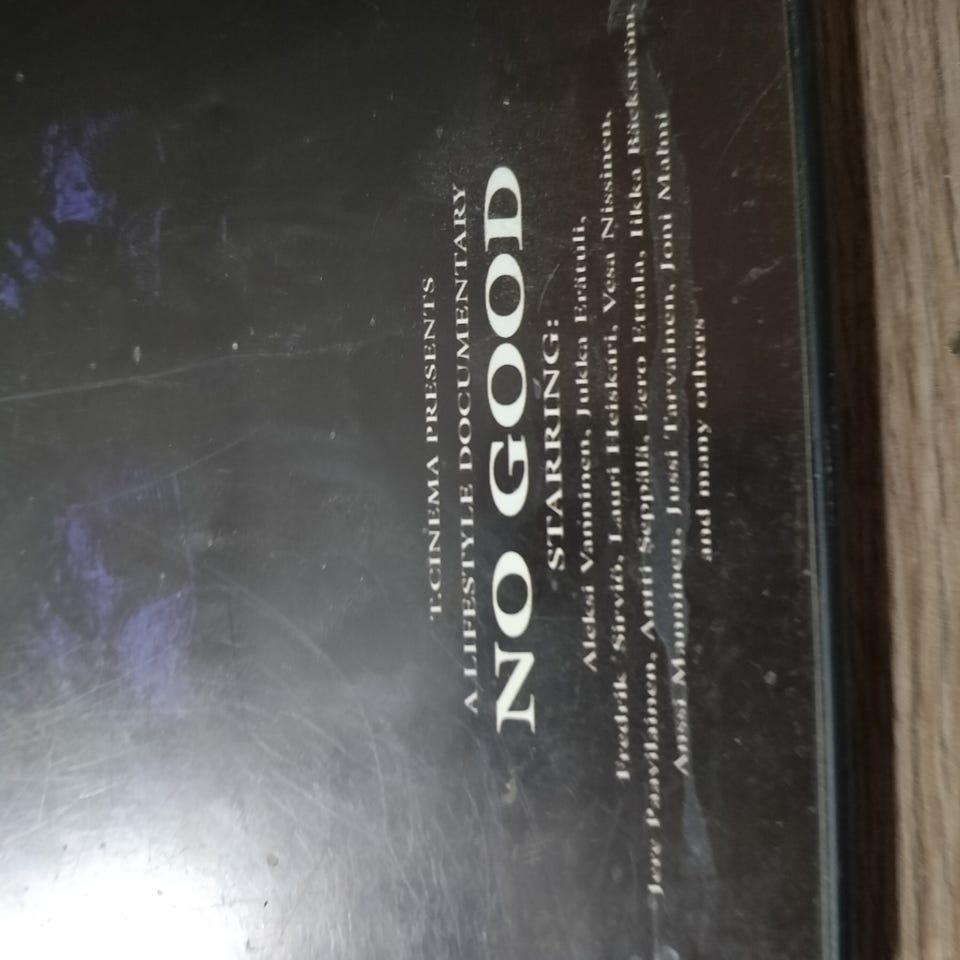 T.CINEMA PRESENTS
A LIFESTYLE DOCUMENTARY
NO GOOD
STARRING:
Aleksi Vanninen, Jukka Erätuli,
Fredrik Sirviö, Lauri Heiskari, Vesa Nissinen,
Jere Paavilainen, Antti Seppälä, Eero Ettala, Iikka Bäckström,
Anssi Manninen, Jussi Tarvainen, Joni Malmi
and many others